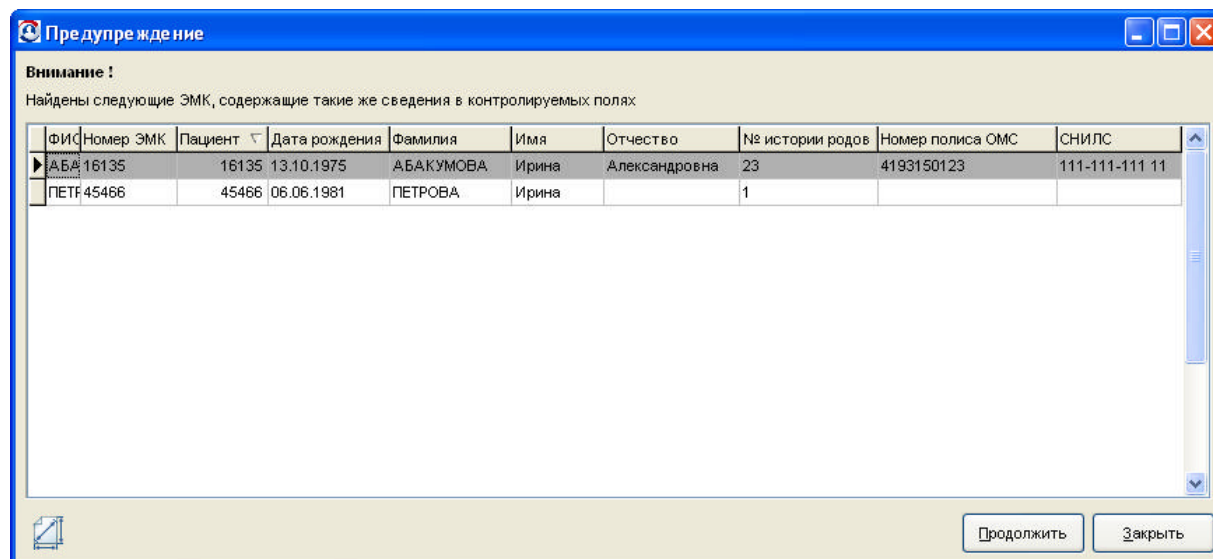 Предупреждение
Внимание !
Найдены следующие ЭМК, содержащие такие же сведения в контролируемых полях
ФИО Номер ЭМК Пациент Дата рождения Фамилия Имя Отчество № истории родов Номер полиса ОМС СНИЛС
АБА 16135 16135 13.10.1975 АБАКУМОВА Ирина Александровна 23 4193150123 111-111-111 11
ПЕТР 45466 45466 06.06.1981 ПЕТРОВА Ирина 1
Продолжить Закрыть